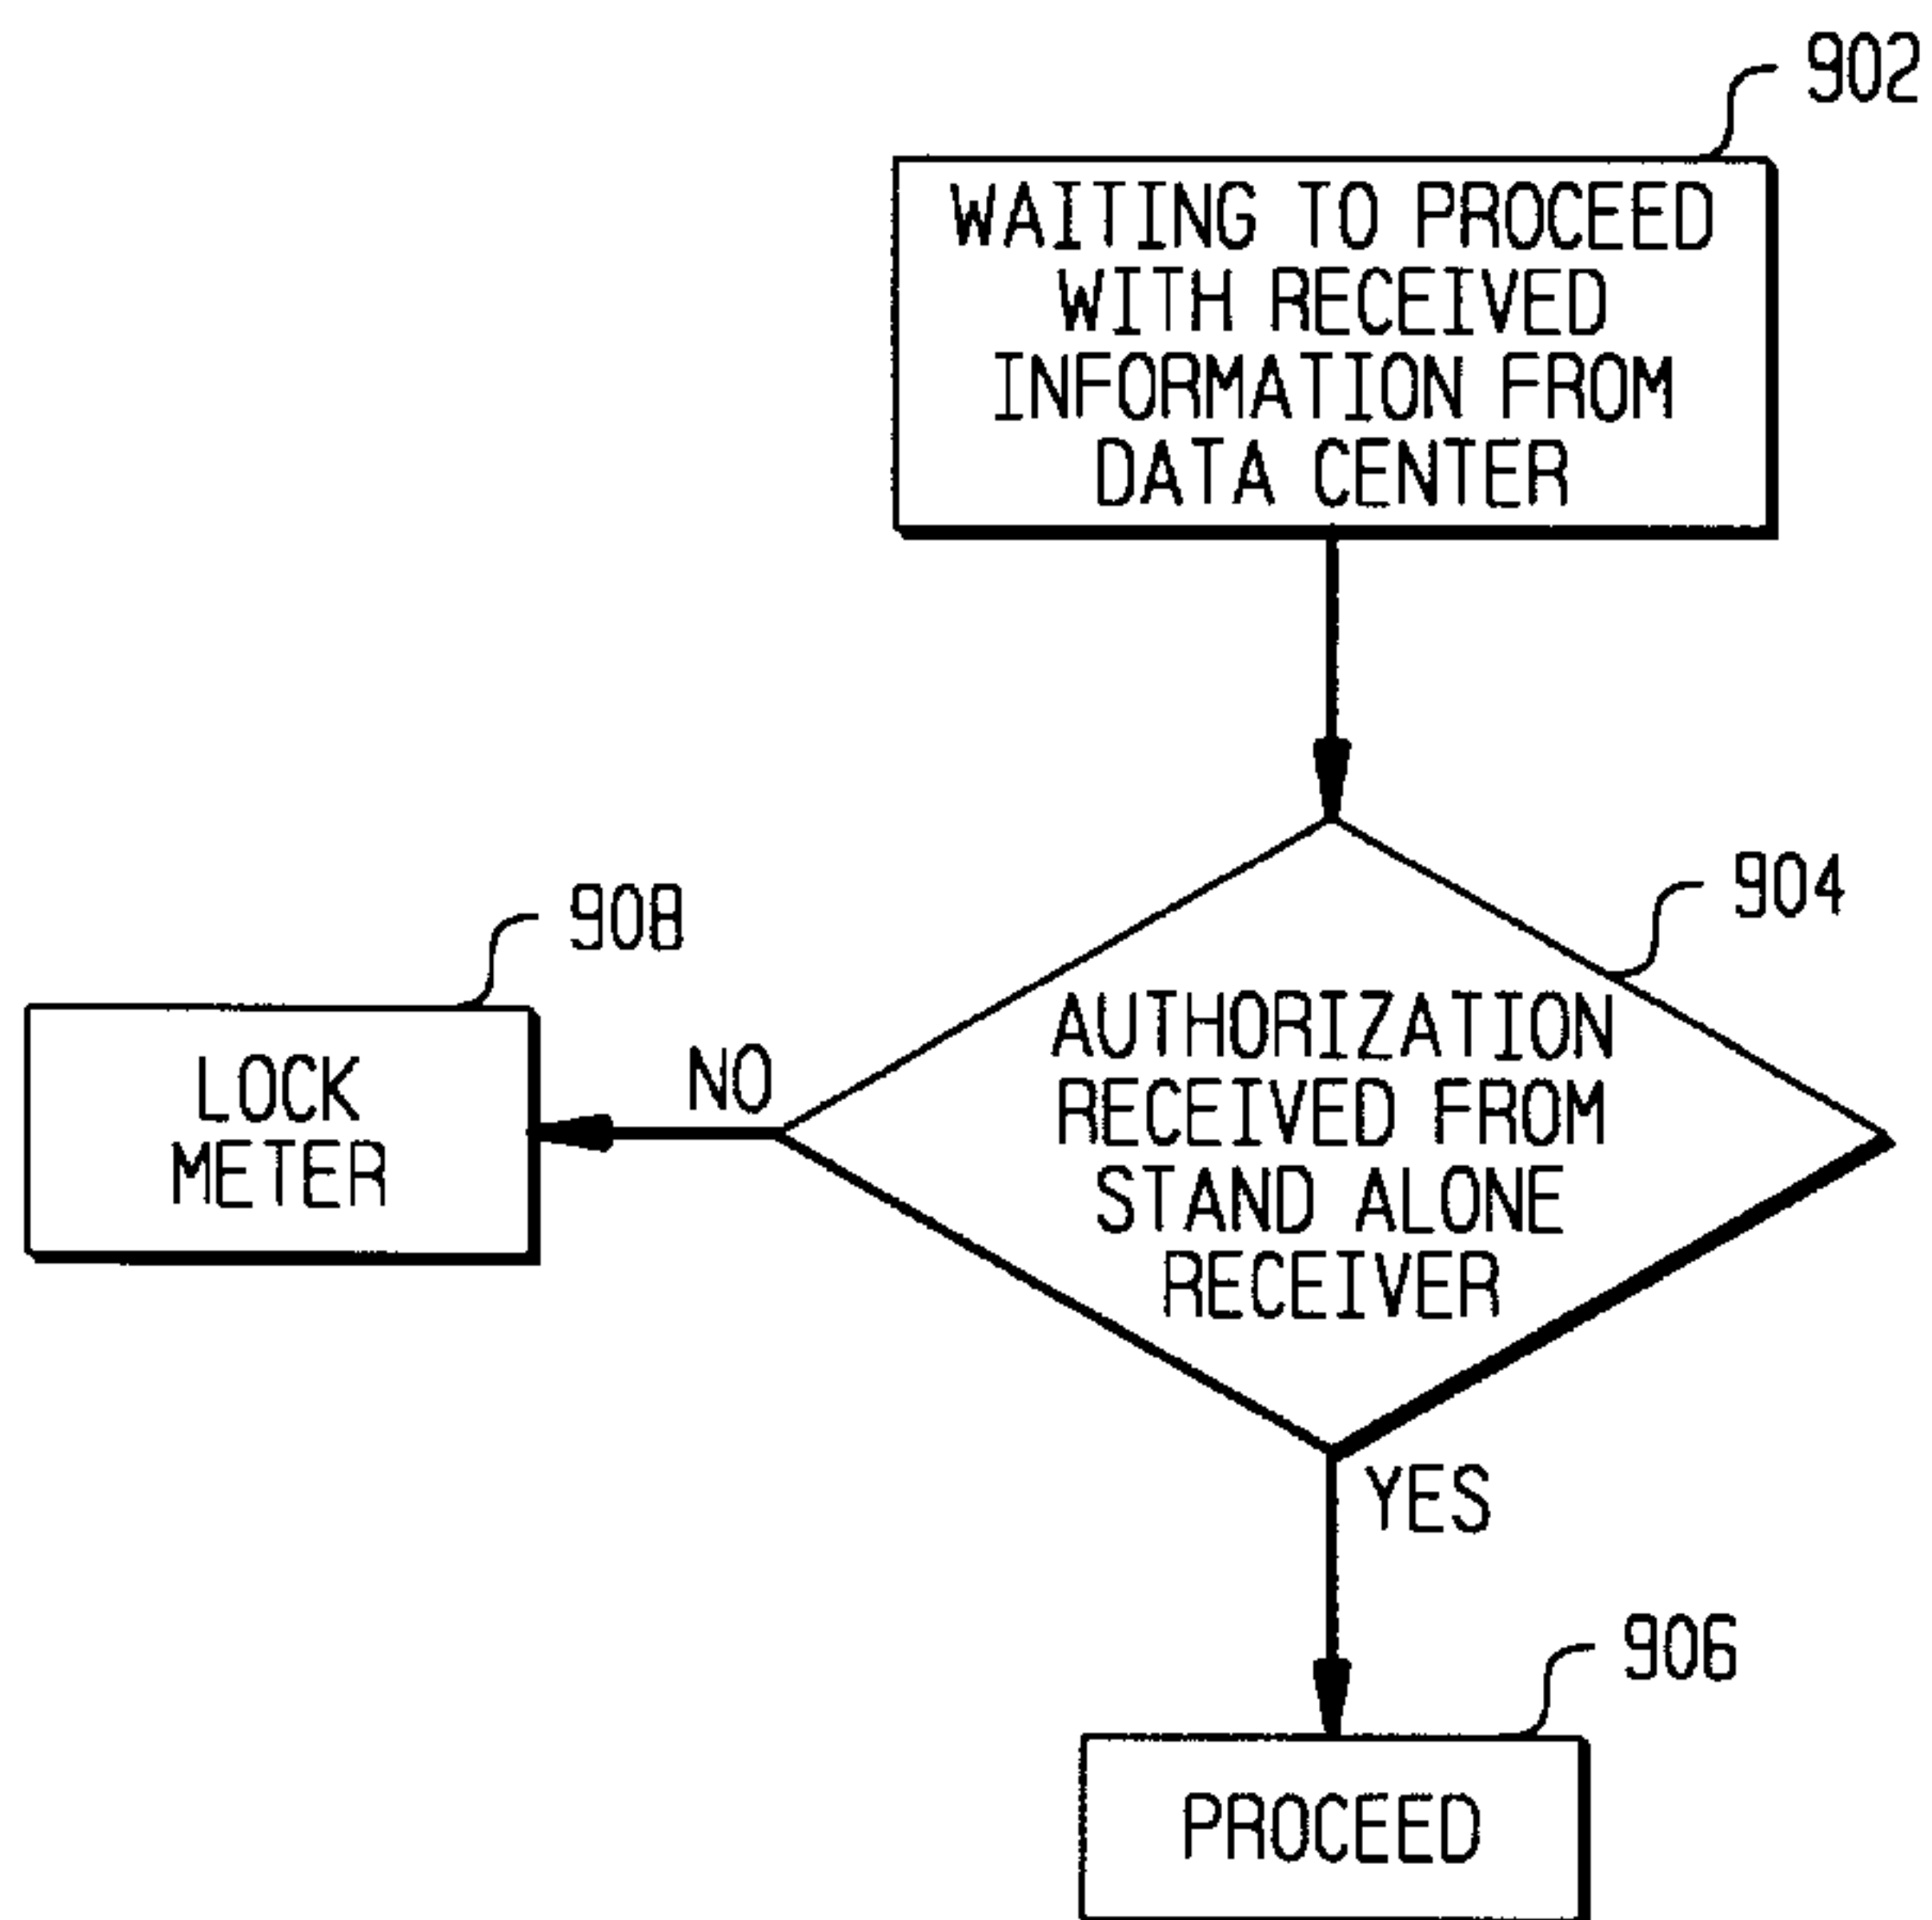 902
WAITING TO PROCEED
WITH RECEIVED
INFORMATION FROM
DATA CENTER
904
AUTHORIZATION
RECEIVED FROM
STAND ALONE
RECEIVER
908
LOCK
METER
NO
YES
906
PROCEED